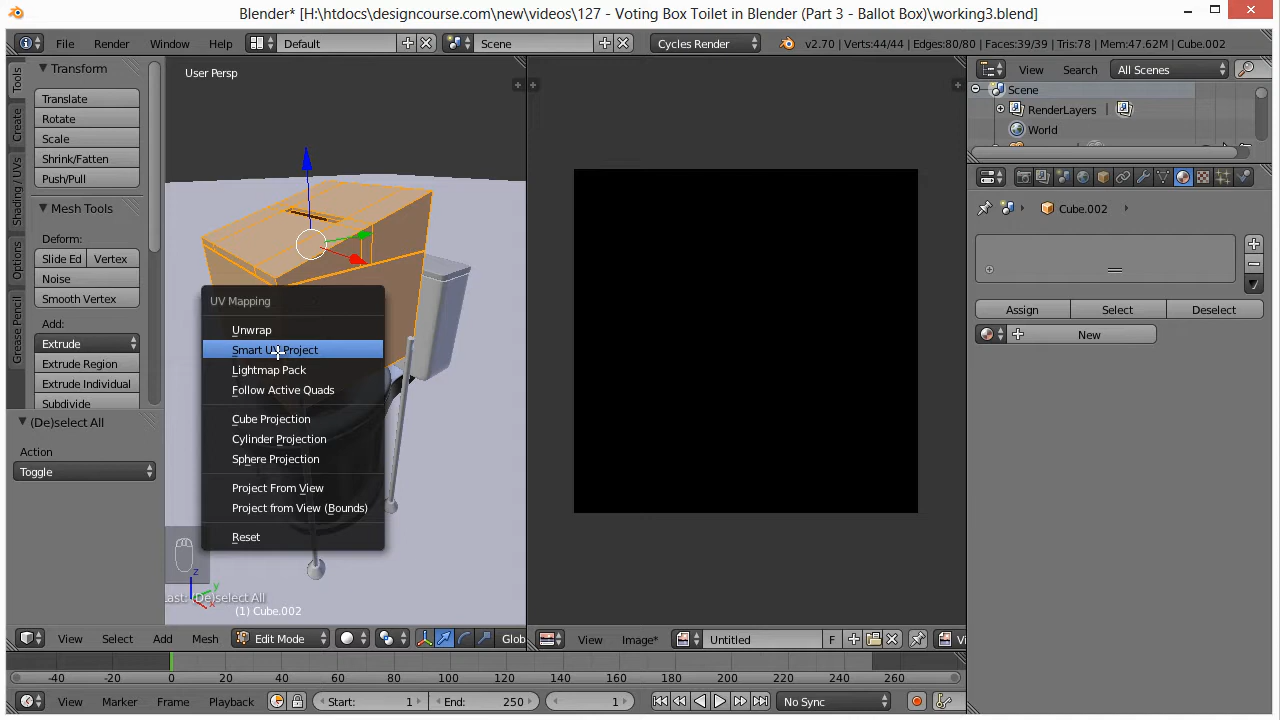 Blender* [H:\htdocs\designcourse.com\new\videos\127 - Voting Box Toilet in Blender (Part 3 - Ballot Box)\working3.blend]
File Render Window Help Default Scene Cycles Render v2.70 | Verts:44/44 | Edges:80/80 | Faces:39/39 | Tris:78 | Mem:47.62M | Cube.002
Tools
Create
Shading / UVs
Options
Grease Pencil
Transform
Translate
Rotate
Scale
Shrink/Fatten
Push/Pull
Mesh Tools
Deform:
Slide Ed Vertex
Noise
Smooth Vertex
Add:
Extrude
Extrude Region
Extrude Individual
Subdivide
(De)select All
Action
Toggle
User Persp
UV Mapping
Unwrap
Smart UV Project
Lightmap Pack
Follow Active Quads
Cube Projection
Cylinder Projection
Sphere Projection
Project From View
Project from View (Bounds)
Reset
z
y
x
Last: (De)select All
(1) Cube.002
View Select Add Mesh Edit Mode Glob
View Image* Untitled F Vi
View Search All Scenes
Scene
RenderLayers |
World
Cube.002
Assign Select Deselect
New
-40 -20 0 20 40 60 80 100 120 140 160 180 200 220 240 260
View Marker Frame Playback Start: 1 End: 250 1 No Sync